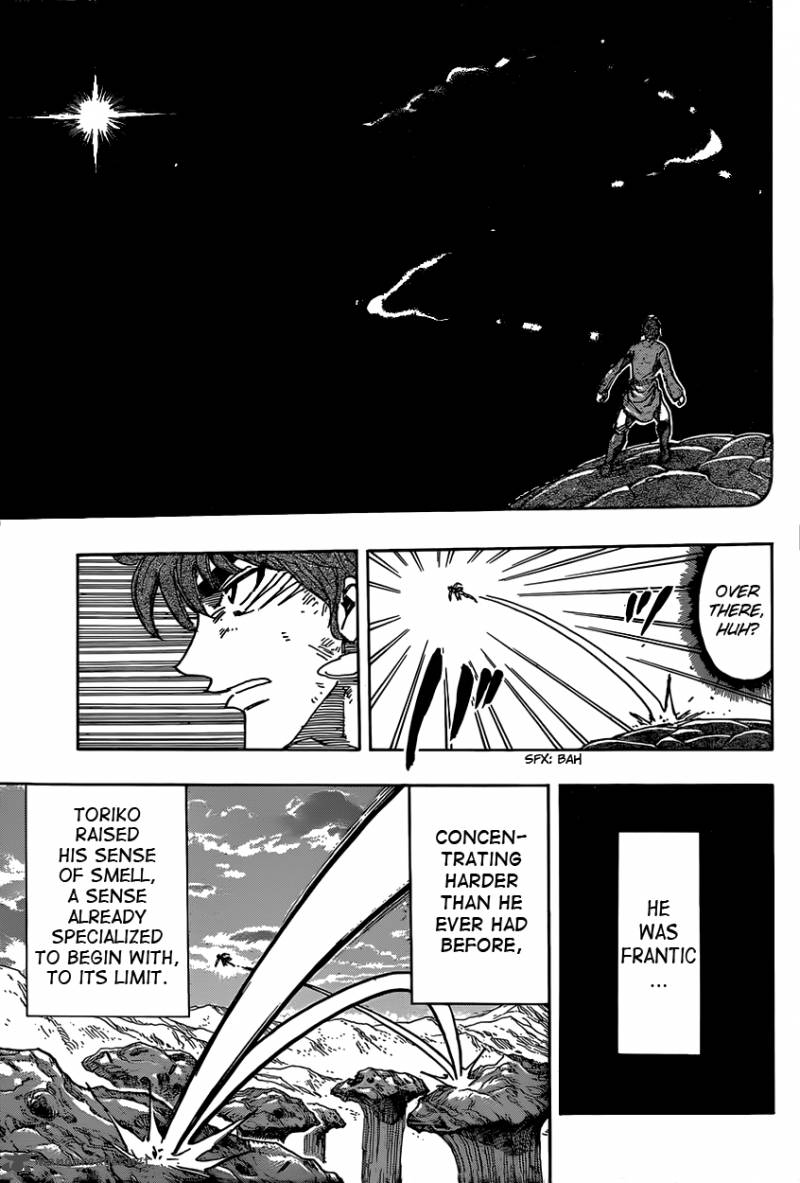 OVER
THERE,
HUH?
SFX: BAH
HE
WAS
FRANTIC
...
CONCEN-
TRATING
HARDER
THAN HE
EVER HAD
BEFORE,
TORIKO
RAISED
HIS SENSE
OF SMELL,
A SENSE
ALREADY
SPECIALIZED
TO BEGIN WITH,
TO ITS LIMIT.